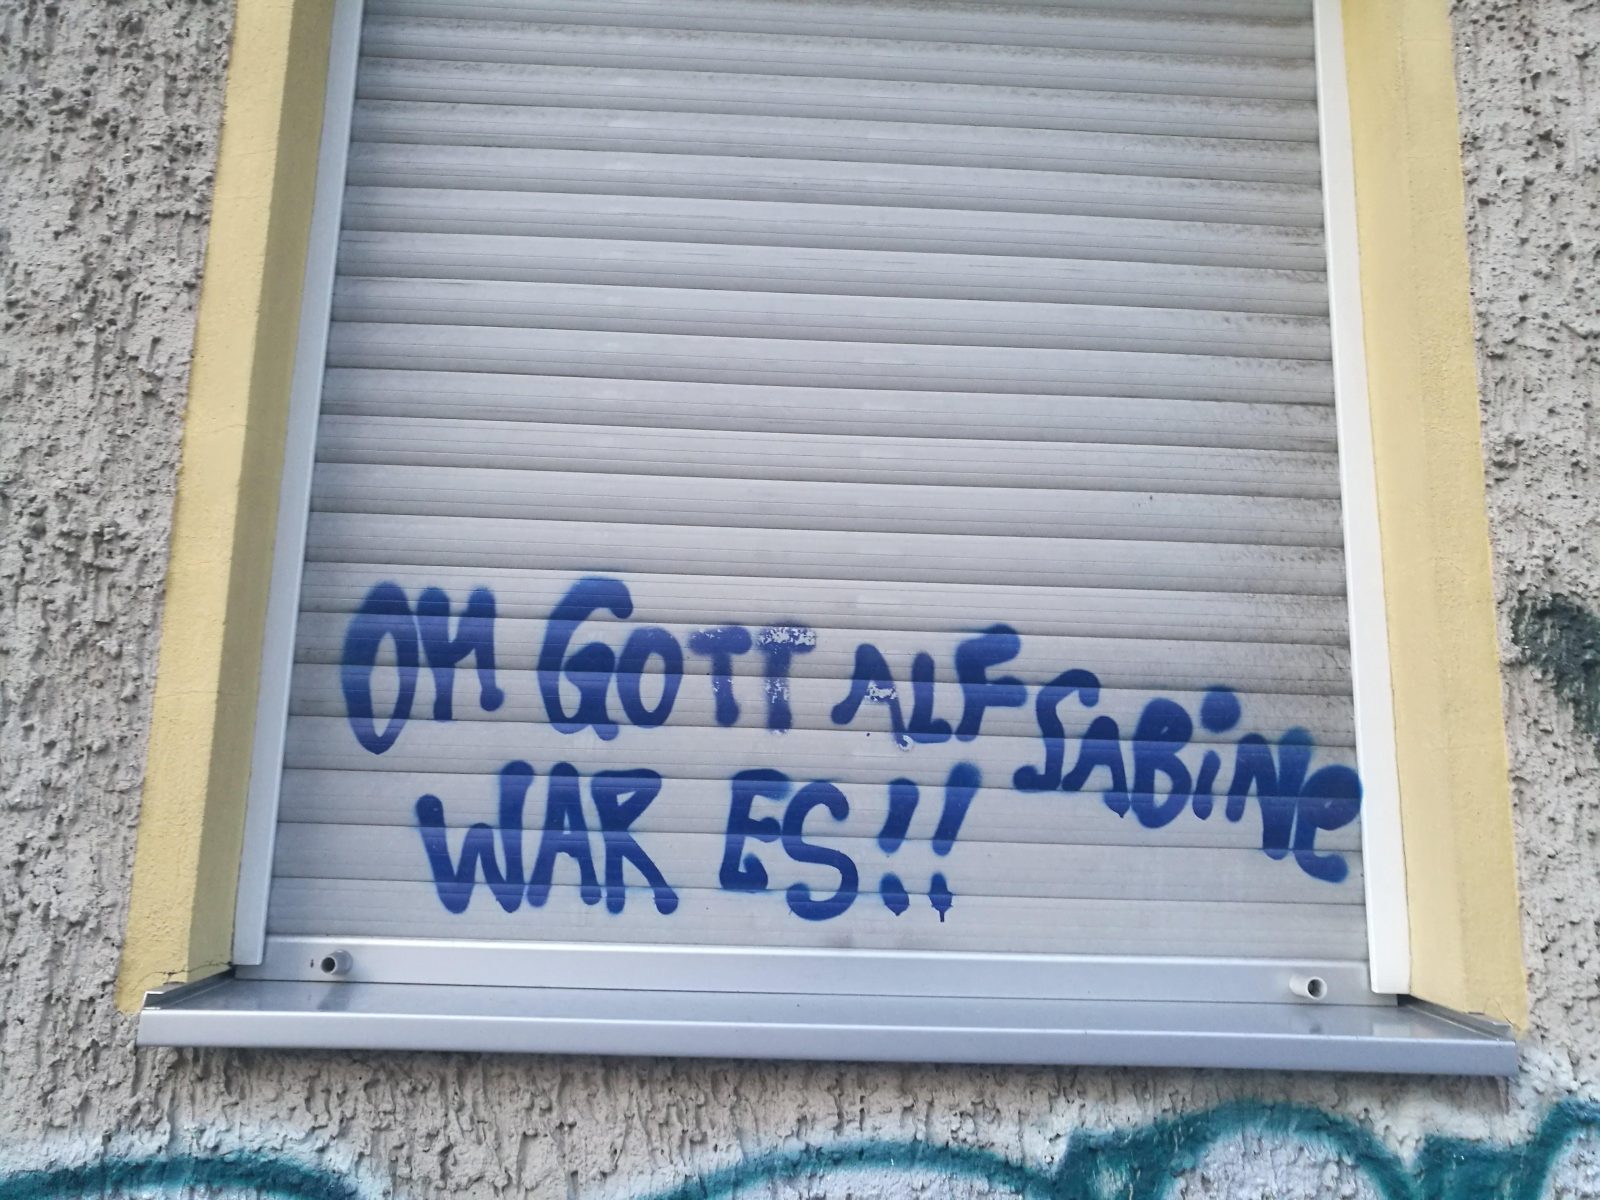 OH GOTT ALF SABiNe
WAR ES!!